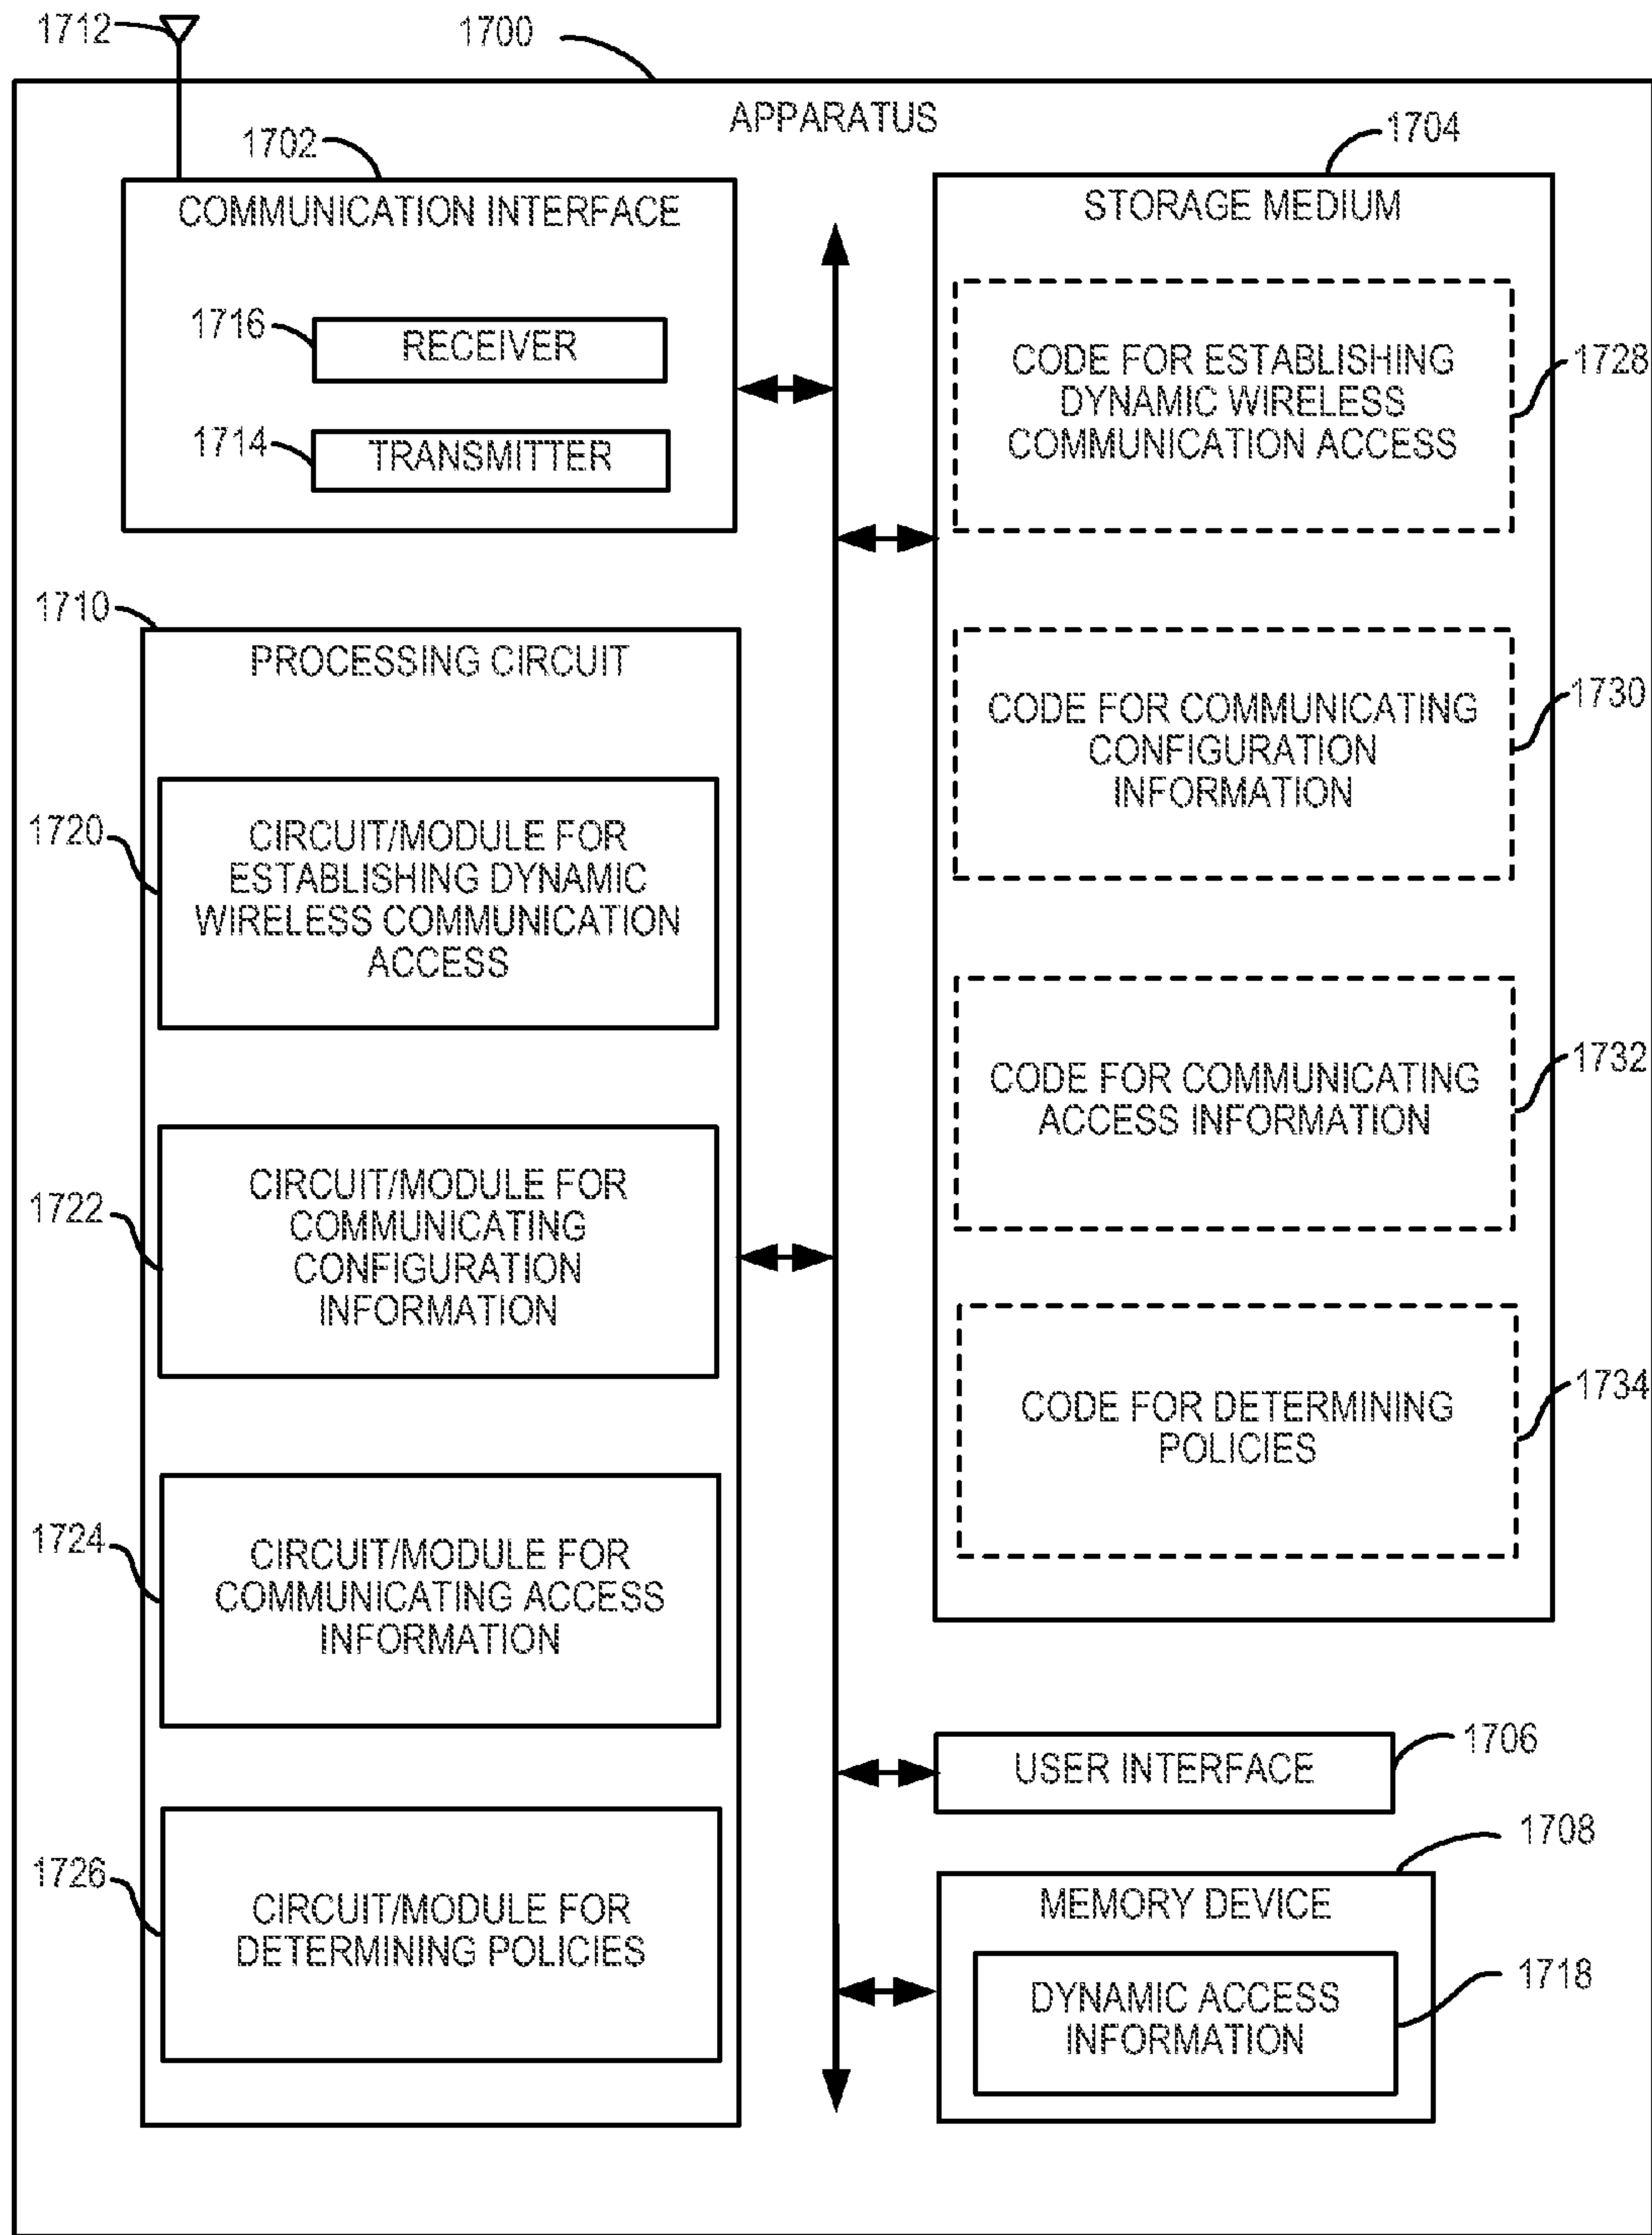 1712
1700
APPARATUS
1702
COMMUNICATION INTERFACE
1716
RECEIVER
1714
TRANSMITTER
1704
STORAGE MEDIUM
CODE FOR ESTABLISHING
DYNAMIC WIRELESS
COMMUNICATION ACCESS
1728
CODE FOR COMMUNICATING
CONFIGURATION
INFORMATION
1730
CODE FOR COMMUNICATING
ACCESS INFORMATION
1732
CODE FOR DETERMINING
POLICIES
1734
1710
PROCESSING CIRCUIT
1720
CIRCUIT/MODULE FOR
ESTABLISHING DYNAMIC
WIRELESS COMMUNICATION
ACCESS
1722
CIRCUIT/MODULE FOR
COMMUNICATING
CONFIGURATION
INFORMATION
1724
CIRCUIT/MODULE FOR
COMMUNICATING ACCESS
INFORMATION
1726
CIRCUIT/MODULE FOR
DETERMINING POLICIES
1706
USER INTERFACE
1708
MEMORY DEVICE
1718
DYNAMIC ACCESS
INFORMATION